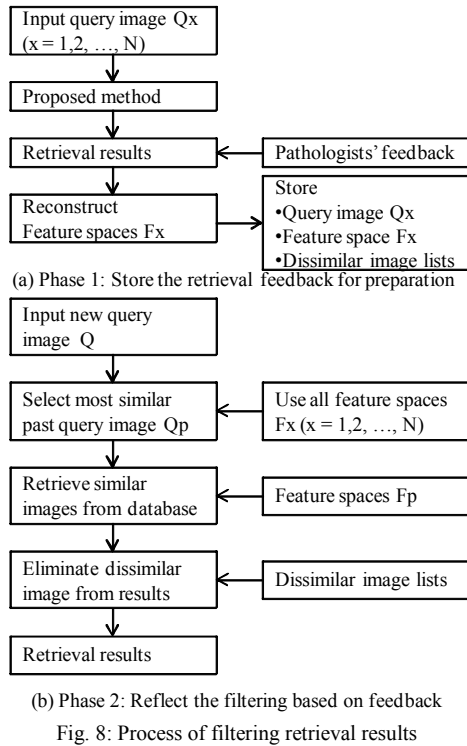 Input query image Qx
(x = 1,2, …, N)
Proposed method
Retrieval results
Pathologists’ feedback
Reconstruct
Feature spaces Fx
Store
•Query image Qx
•Feature space Fx
•Dissimilar image lists
(a) Phase 1: Store the retrieval feedback for preparation
Input new query
image Q
Select most similar
past query image Qp
Use all feature spaces
Fx (x = 1,2, …, N)
Retrieve similar
images from database
Feature spaces Fp
Eliminate dissimilar
image from results
Dissimilar image lists
Retrieval results
(b) Phase 2: Reflect the filtering based on feedback
Fig. 8: Process of filtering retrieval results